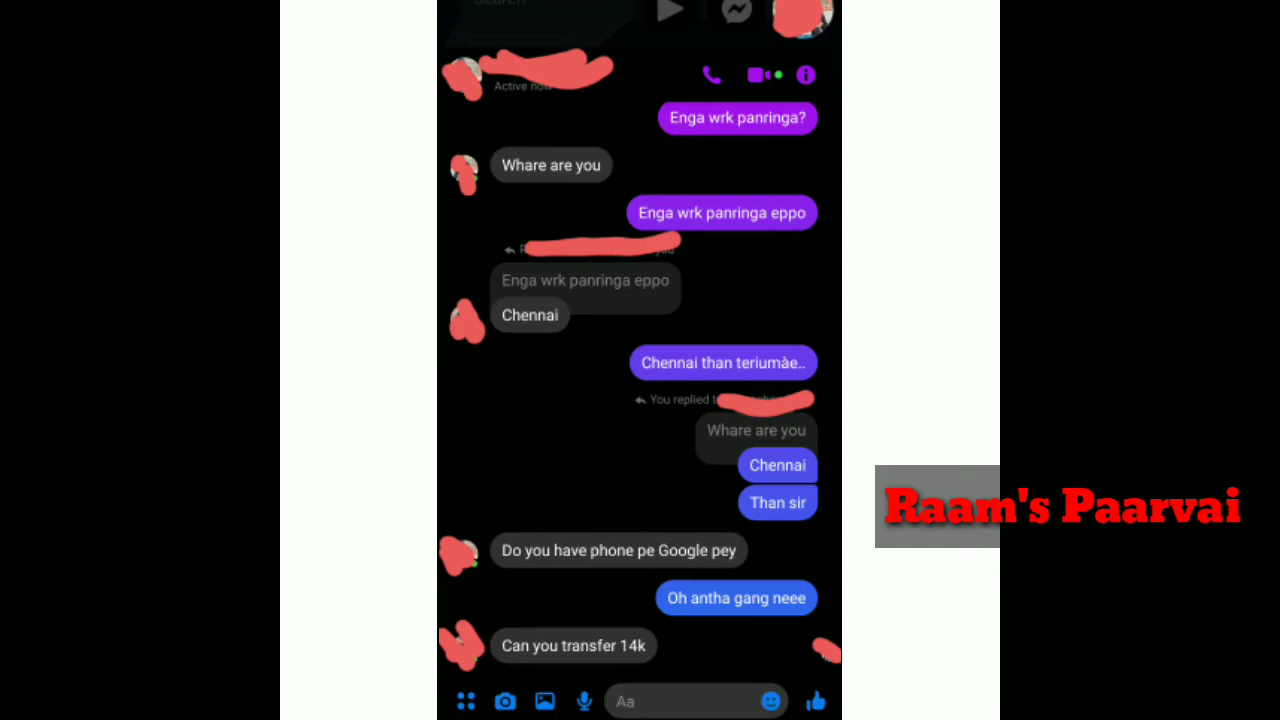 Search
Active now
Enga wrk panringa?
Whare are you
Enga wrk panringa eppo
Enga wrk panringa eppo
Chennai
Chennai than teriumàe..
You replied
Whare are you
Chennai
Than sir
Raam's Paarvai
Do you have phone pe Google pey
Oh antha gang neee
Can you transfer 14k
Aa